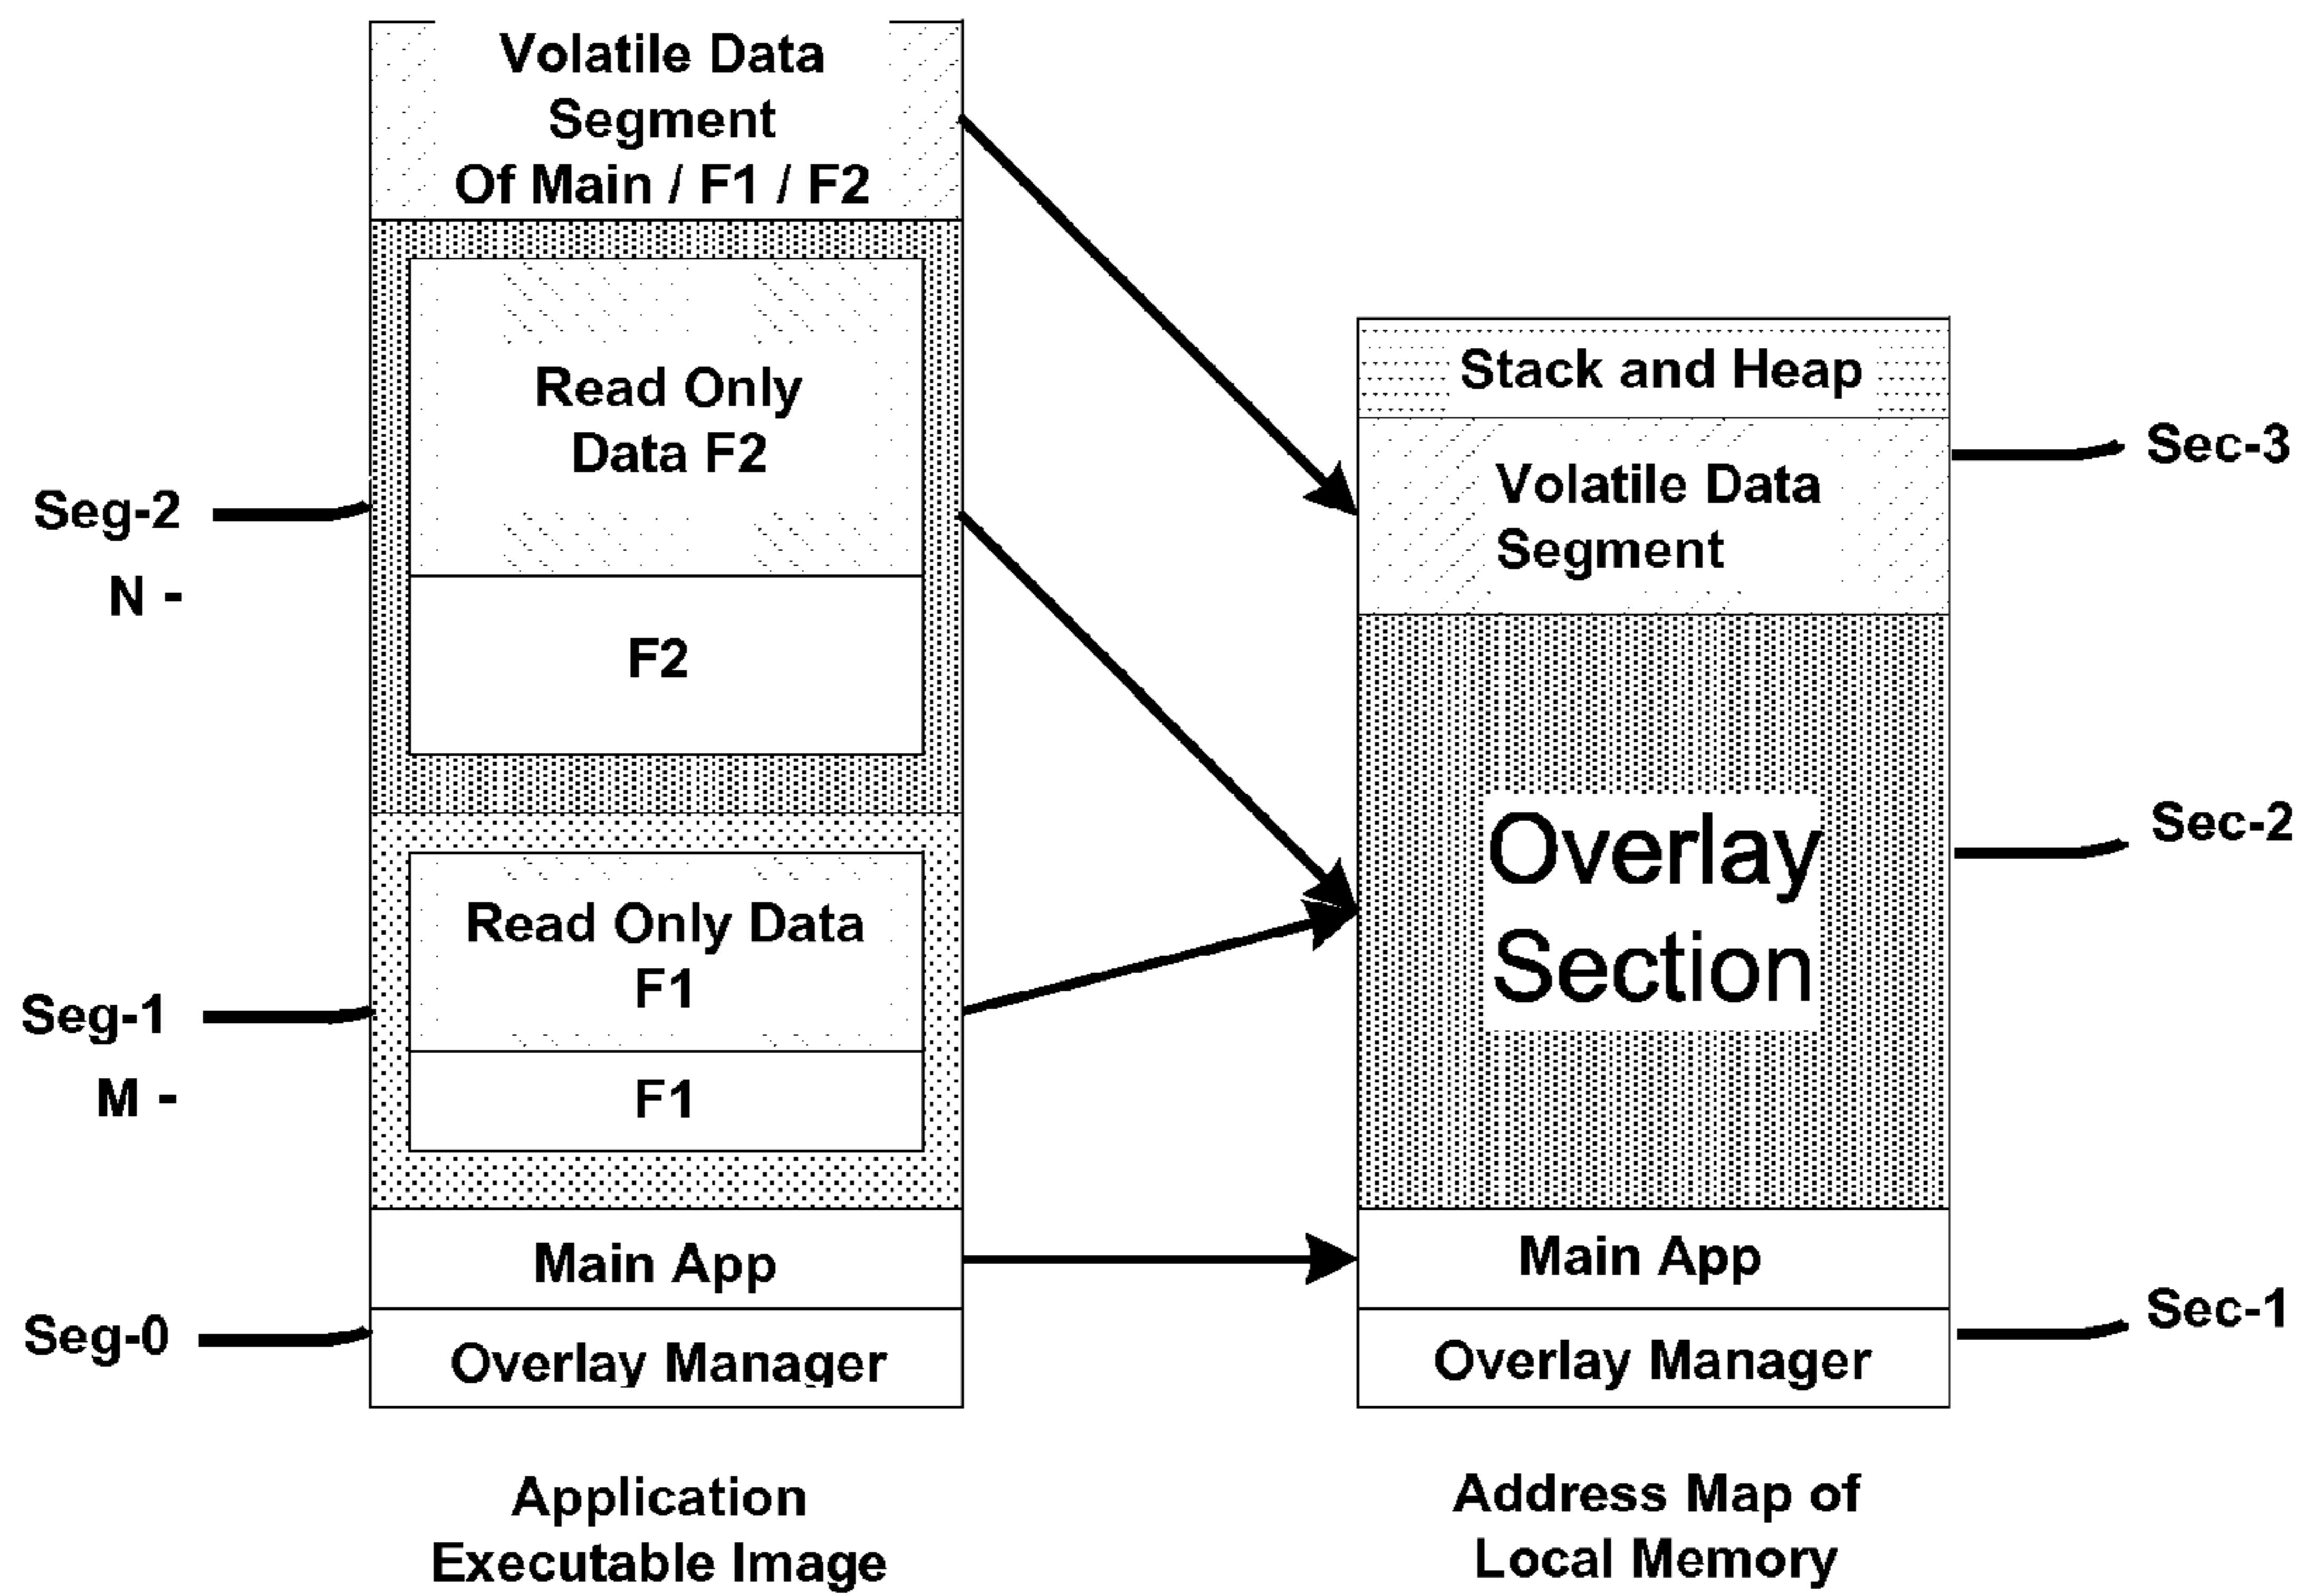 Volatile Data
Segment
Of Main / F1 / F2
Read Only
Data F2
Seg-2
N -
F2
Read Only Data
F1
Seg-1
M -
F1
Main App
Seg-0
Overlay Manager
Application
Executable Image
Stack and Heap
Sec-3
Volatile Data
Segment
Sec-2
Overlay
Section
Main App
Sec-1
Overlay Manager
Address Map of
Local Memory